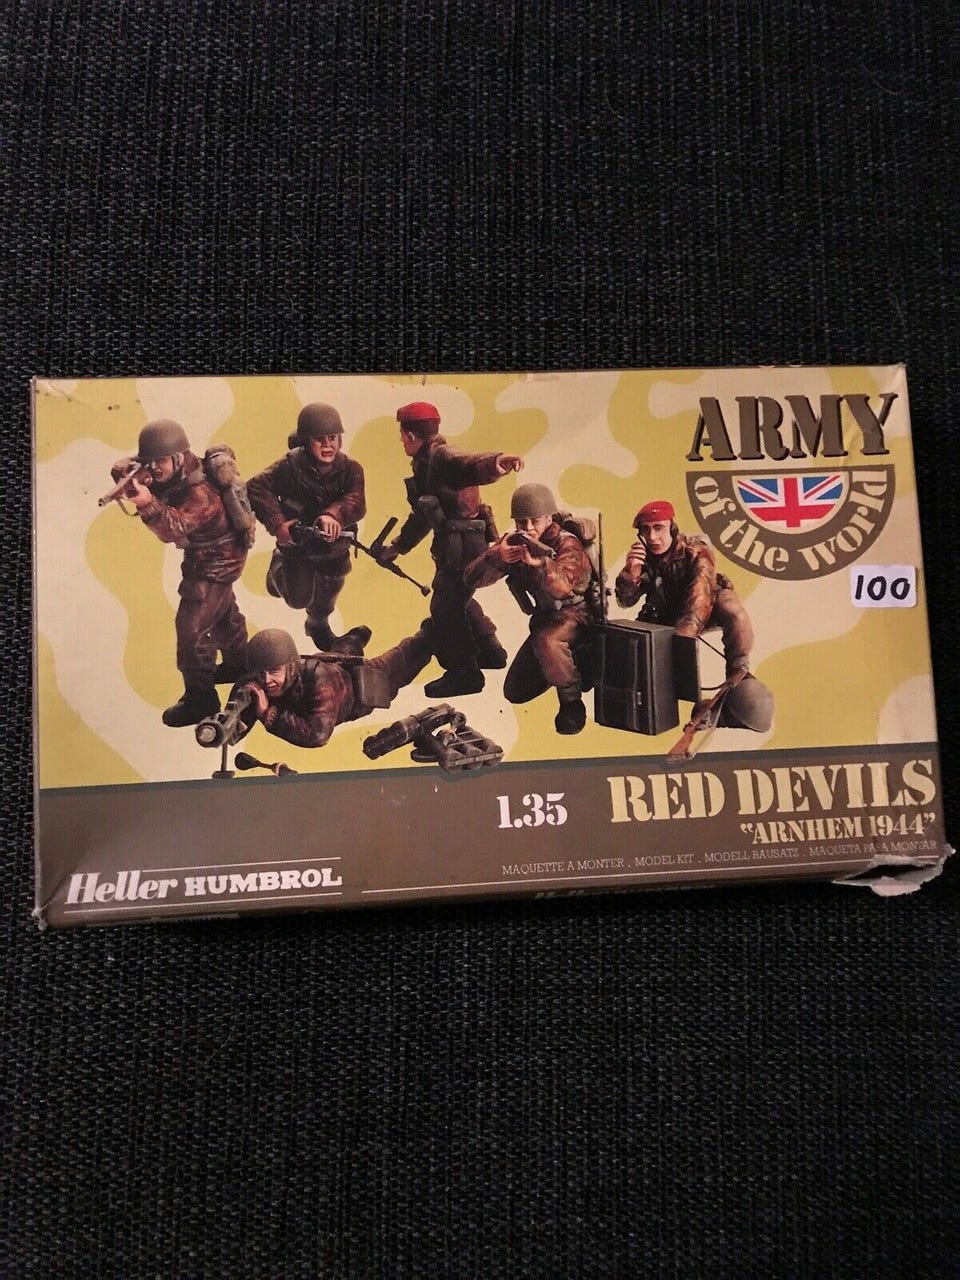 ARMY
of the world
100
1.35
RED DEVILS
"ARNHEM 1944"
MAQUETTE A MONTER . MODEL KIT . MODELL BAUSATZ . MAQUETA PARA MONTAR
Heller HUMBROL